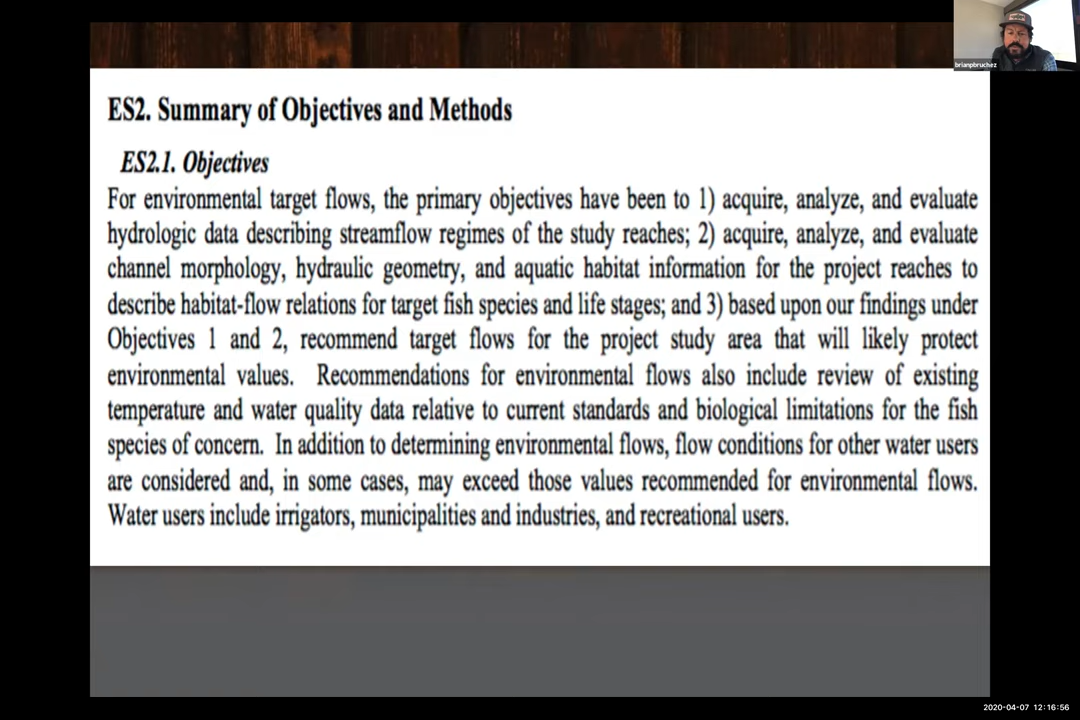 brianpbruchez
ES2. Summary of Objectives and Methods
ES2.1. Objectives
For environmental target flows, the primary objectives have been to 1) acquire, analyze, and evaluate
hydrologic data describing streamflow regimes of the study reaches; 2) acquire, analyze, and evaluate
channel morphology, hydraulic geometry, and aquatic habitat information for the project reaches to
describe habitat-flow relations for target fish species and life stages; and 3) based upon our findings under
Objectives 1 and 2, recommend target flows for the project study area that will likely protect
environmental values. Recommendations for environmental flows also include review of existing
temperature and water quality data relative to current standards and biological limitations for the fish
species of concern. In addition to determining environmental flows, flow conditions for other water users
are considered and, in some cases, may exceed those values recommended for environmental flows.
Water users include irrigators, municipalities and industries, and recreational users.
2020-04-07 12:16:56